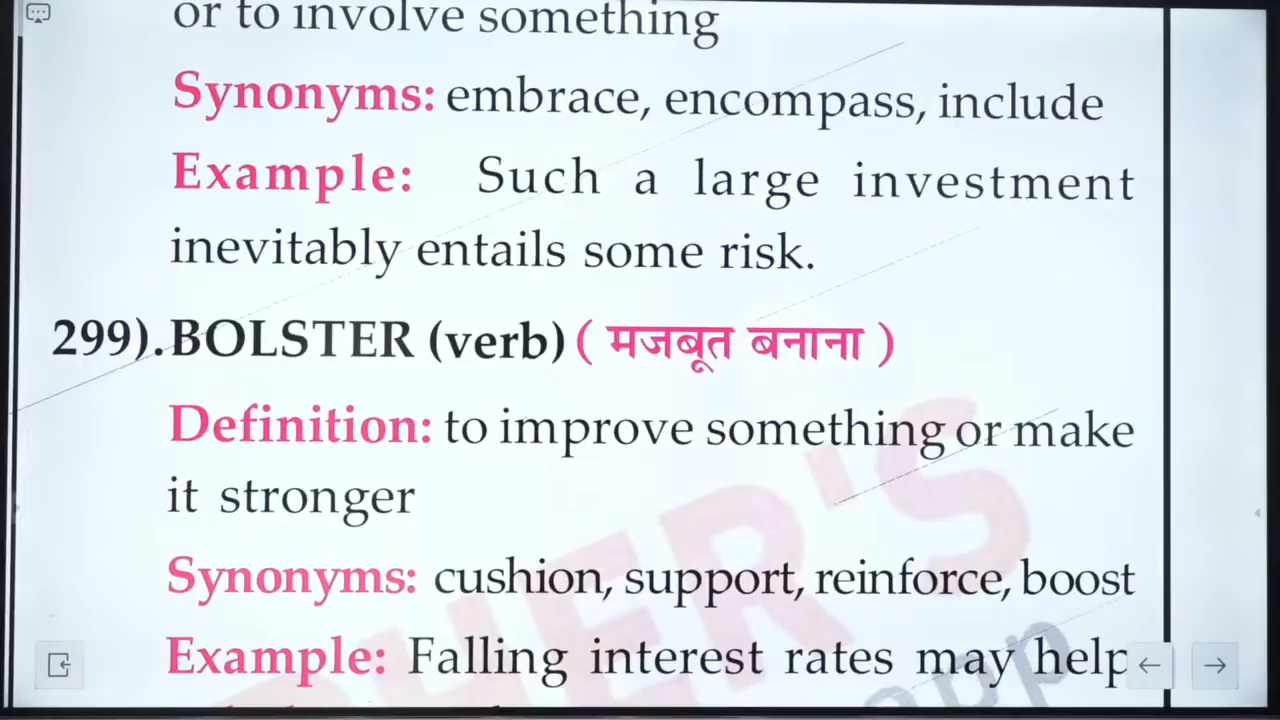 or to involve something
Synonyms: embrace, encompass, include
Example: Such a large investment
inevitably entails some risk.
299). BOLSTER (verb) ( मजबूत बनाना )
Definition: to improve something or make
it stronger
Synonyms: cushion, support, reinforce, boost
Example: Falling interest rates may help